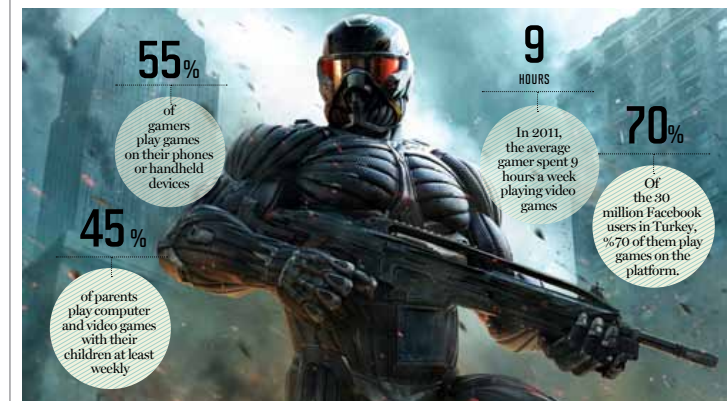 55%
of
gamers
play games
on their phones
or handheld
devices
45 %
of parents
play computer
and video games
with their
children at least
weekly
9
HOURS
In 2011,
the average
gamer spent 9
hours a week
playing video
games
70%
Of
the 30
million Facebook
users in Turkey,
%70 of them play
games on the
platform.